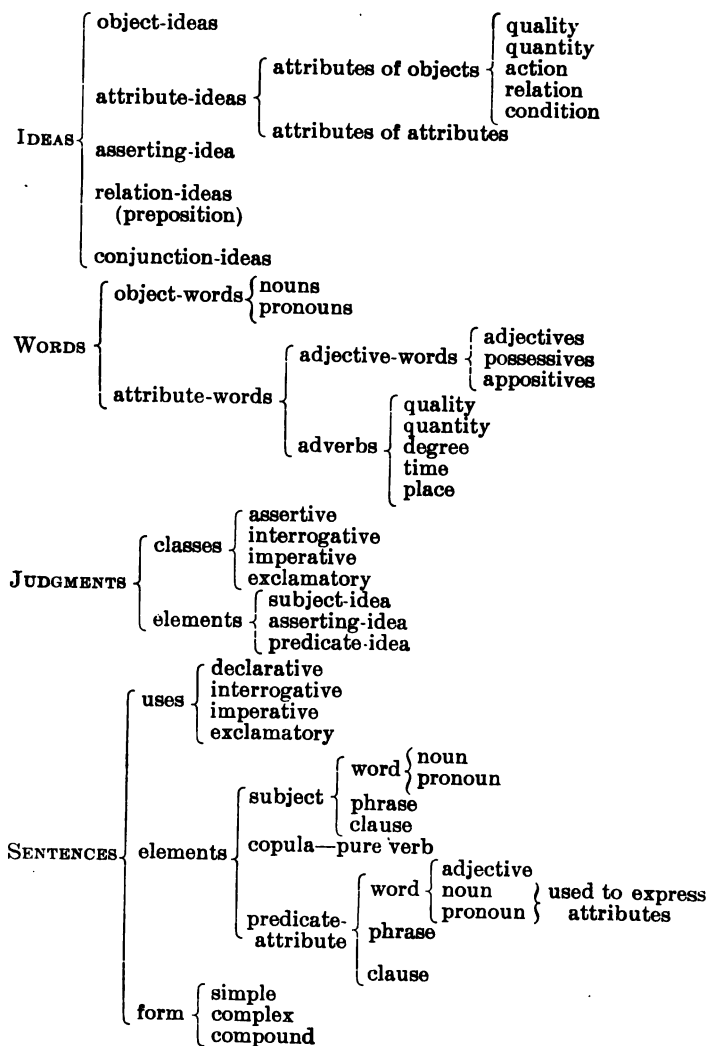 object-ideas
quality
quantity
attributes of objects action
relation
attribute-ideas condition
attributes of attributes
IDEAS
asserting-idea
relation-ideas
(preposition)
conjunction-ideas
object-words nouns
pronouns
WORDS
adjectives
adjective-words possessives
appositives
attribute-words
quality
quantity
adverbs degree
time
place
assertive
classes interrogative
imperative
exclamatory
JUDGMENTS
subject-idea
elements asserting-idea
predicate-idea
declarative
uses interrogative
imperative
exclamatory
noun
word pronoun
subject
phrase
clause
SENTENCES elements copula—pure verb
adjective
word noun used to express
pronoun attributes
predicate-
attribute phrase
clause
simple
form complex
compound